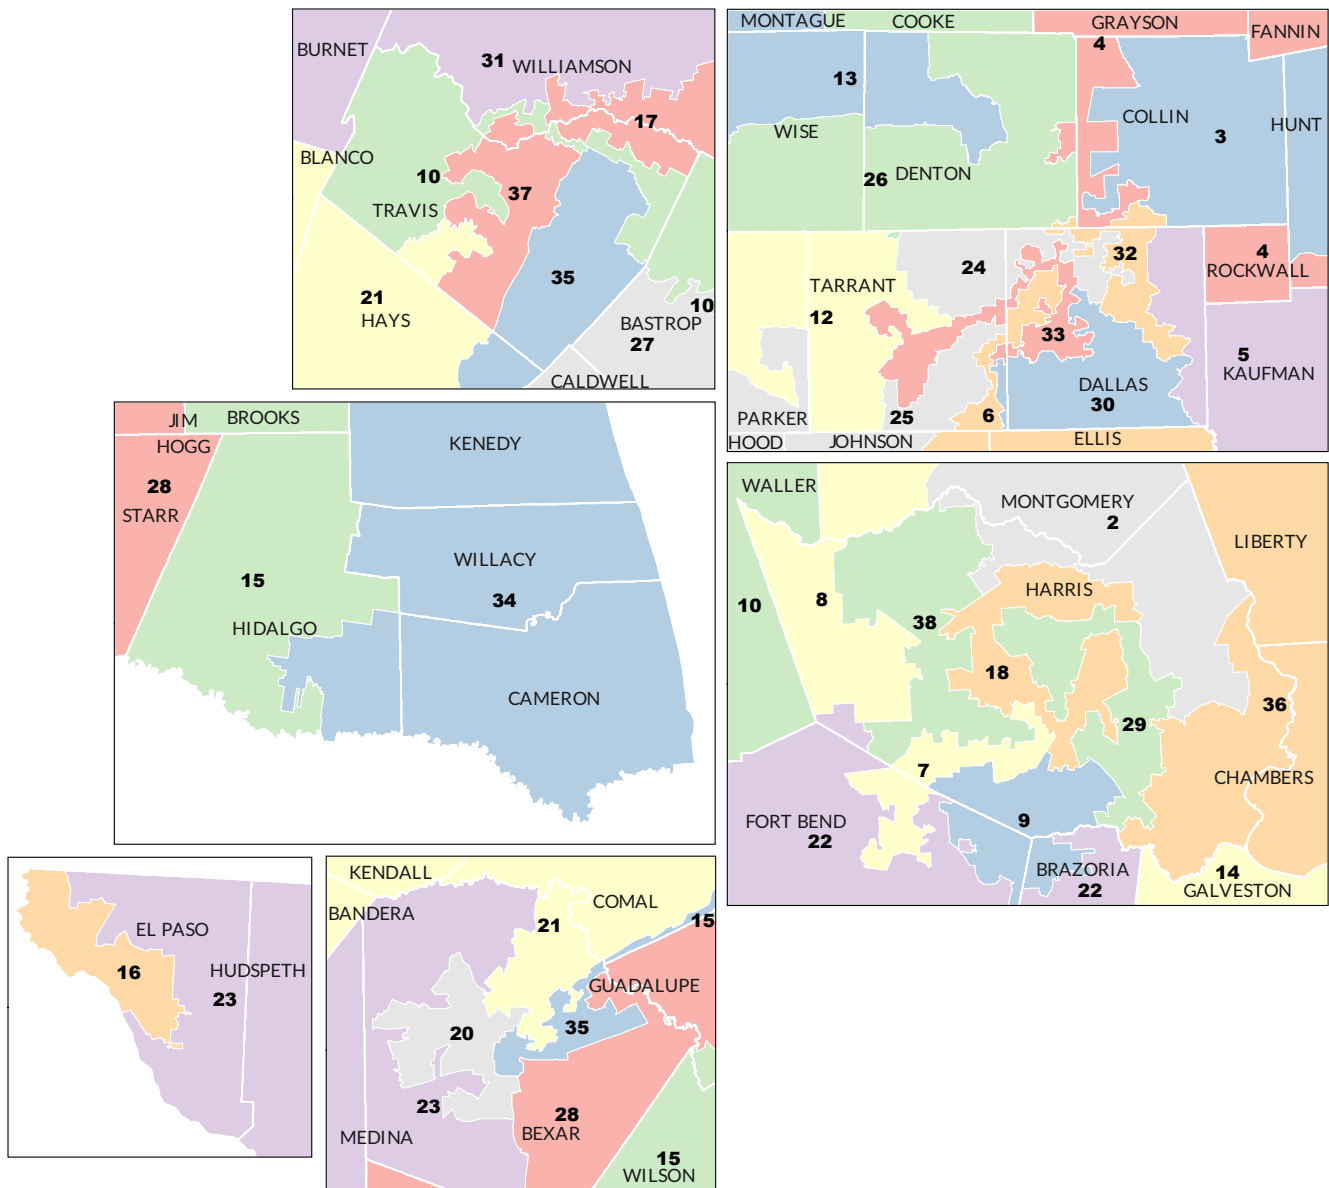 BURNET
31 WILLIAMSON
17
BLANCO
10
37
TRAVIS
35
21
HAYS
10
BASTROP
27
CALDWELL
MONTAGUE
COOKE
GRAYSON
FANNIN
4
13
COLLIN
3
HUNT
WISE
26 DENTON
24
32
4
ROCKWALL
TARRANT
12
33
5
KAUFMAN
DALLAS
30
PARKER
25
6
HOOD
JOHNSON
ELLIS
JIM
HOGG
BROOKS
KENEDY
28
STARR
15
WILLACY
34
HIDALGO
CAMERON
WALLER
MONTGOMERY
2
LIBERTY
10
8
HARRIS
38
18
36
29
7
CHAMBERS
FORT BEND
22
9
BRAZORIA
22
14
GALVESTON
EL PASO
16
HUDSPETH
23
KENDALL
BANDERA
COMAL
21
15
GUADALUPE
20
35
23
28
BEXAR
MEDINA
15
WILSON